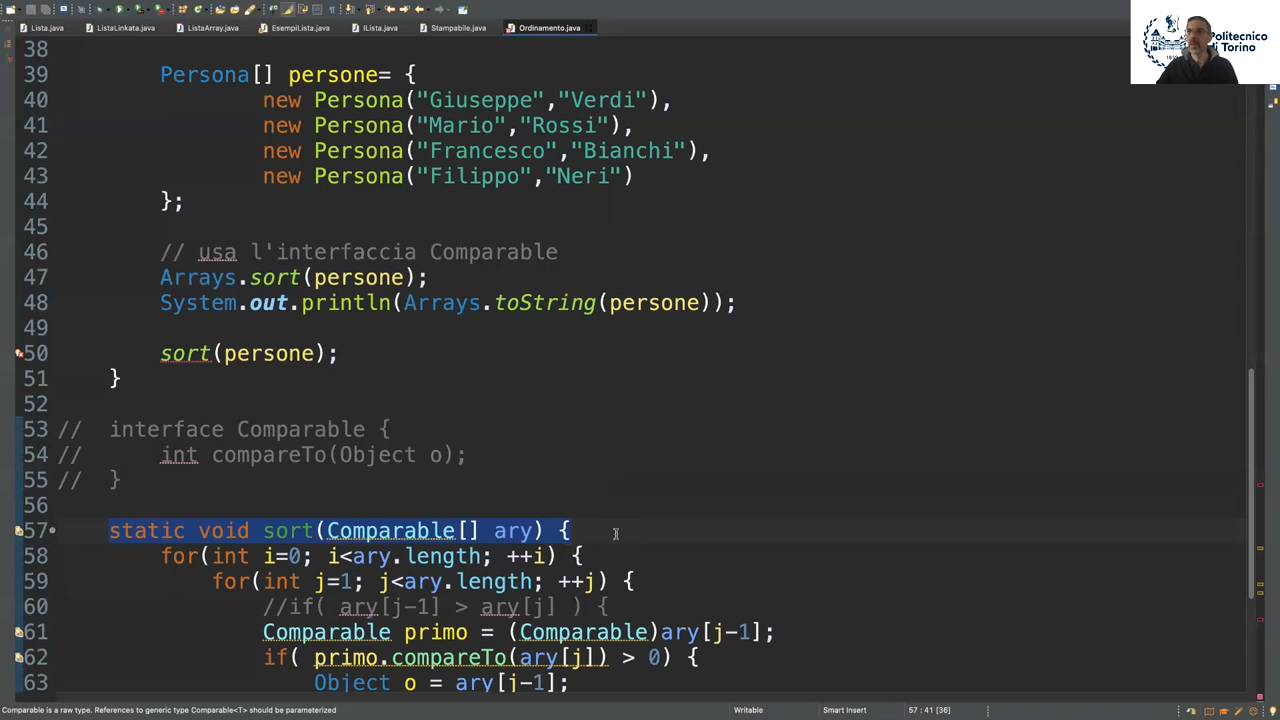 Lista.java ListaLinkata.java ListaArray.java EsempiLista.java IListajava Stampabile.java Ordinamento.java
Politecnico
di Torino
38
39 Persona[] persone= {
40 new Persona("Giuseppe","Verdi"),
41 new Persona("Mario","Rossi"),
42 new Persona("Francesco","Bianchi"),
43 new Persona("Filippo","Neri")
44 };
45
46 // usa l'interfaccia Comparable
47 Arrays.sort(persone);
48 System.out.println(Arrays.toString(persone));
49
50 sort(persone);
51 }
52
53 // interface Comparable {
54 // int compareTo(Object o);
55 // }
56
57 static void sort(Comparable[] ary) {
58 for(int i=0; i<ary.length; ++i) {
59 for(int j=1; j<ary.length; ++j) {
60 //if( ary[j-1] > ary[j] ) {
61 Comparable primo = (Comparable)ary[j-1];
62 if( primo.compareTo(ary[j]) > 0) {
63 Object o = ary[j-1];
Comparable is a raw type. References to generic type Comparable<T> should be parameterized Writable Smart Insert 57 : 41 [36]